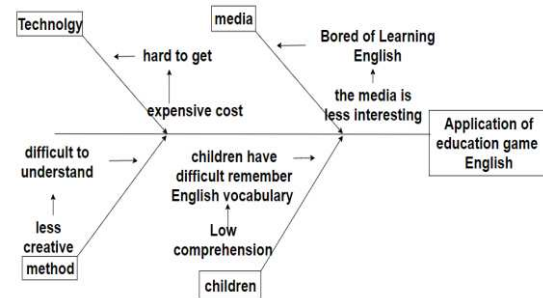 Technolgy
hard to get
expensive cost
media
Bored of Learning
English
the media is
less interesting
Application of
education game
English
difficult to
understand
less
creative
method
children have
difficult remember
English vocabulary
Low
comprehension
children